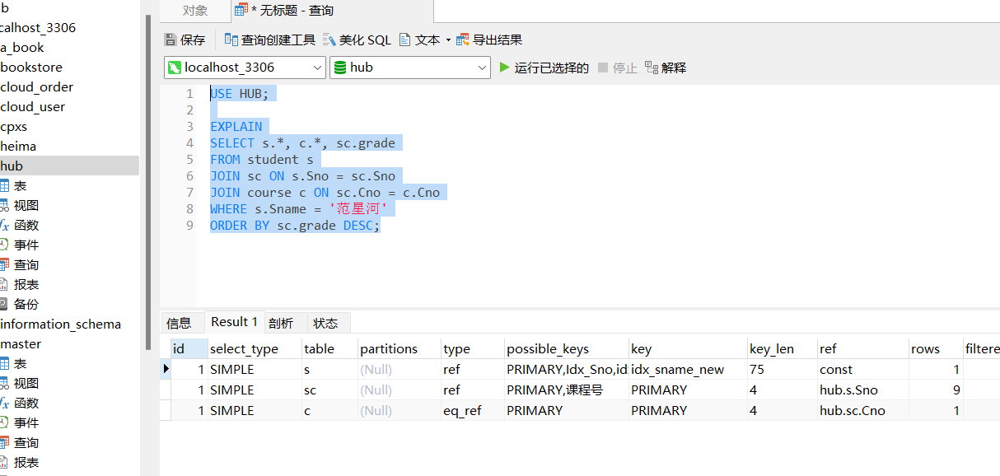 b
calhost_3306
a_book
bookstore
cloud_order
cloud_user
cpxs
heima
hub
表
视图
函数
事件
查询
报表
备份
information_schema
master
表
视图
函数
事件
查询
报表
对象
* 无标题 - 查询
保存 查询创建工具 美化 SQL 文本 导出结果
localhost_3306 hub 运行已选择的 停止 解释
1 USE HUB;
2
3 EXPLAIN
4 SELECT s.*, c.*, sc.grade
5 FROM student s
6 JOIN sc ON s.Sno = sc.Sno
7 JOIN course c ON sc.Cno = c.Cno
8 WHERE s.Sname = '范星河'
9 ORDER BY sc.grade DESC;
信息 Result 1 剖析 状态
id select_type table partitions type possible_keys key key_len ref rows filtere
1 SIMPLE s (Null) ref PRIMARY,Idx_Sno,id idx_sname_new 75 const 1
1 SIMPLE sc (Null) ref PRIMARY,课程号 PRIMARY 4 hub.s.Sno 9
1 SIMPLE c (Null) eq_ref PRIMARY PRIMARY 4 hub.sc.Cno 1